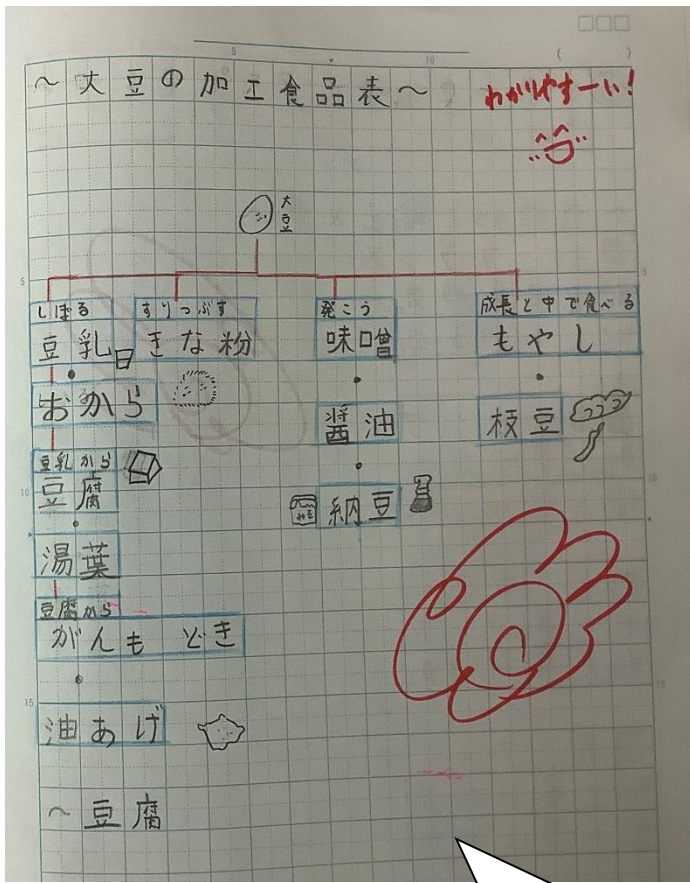 ～大豆の加工食品表～
わかりやすーい!
大豆
しぼる
豆乳
おから
豆乳から
豆腐
湯葉
豆腐から
がんもどき
油あげ
すりつぶす
きな粉
発こう
味噌
醤油
納豆
成長と中で食べる
もやし
枝豆
～豆腐